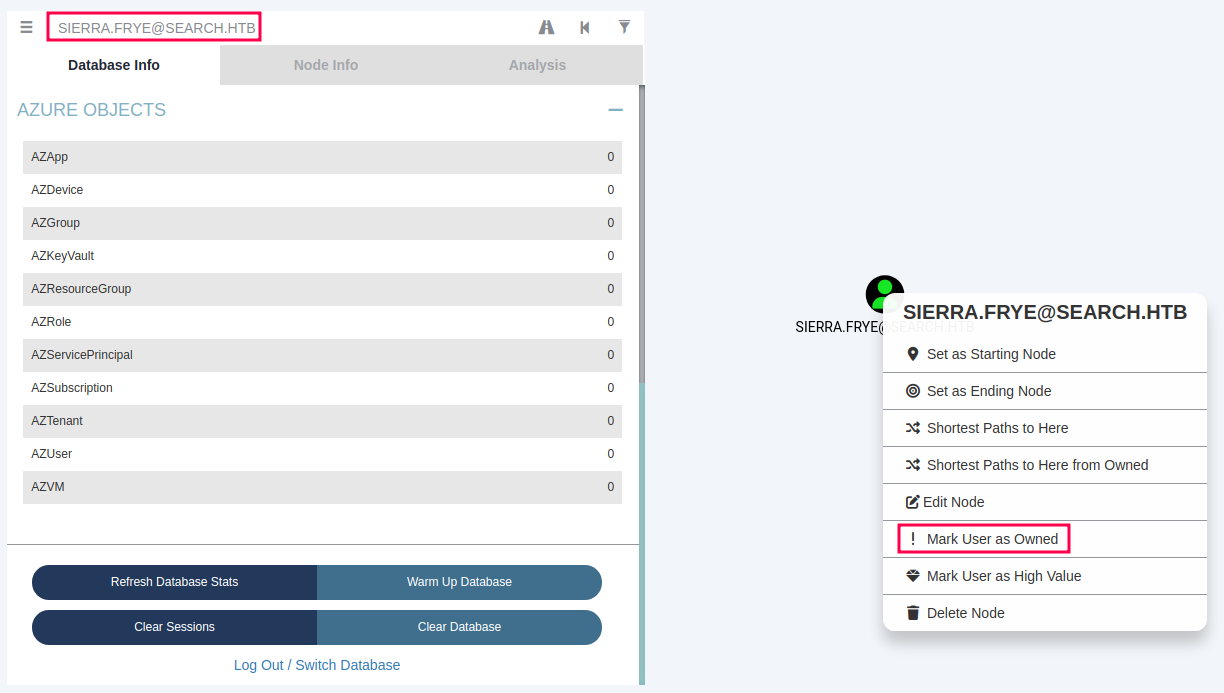 SIERRA.FRYE@SEARCH.HTB
Database Info Node Info Analysis
AZURE OBJECTS
AZApp 0
AZDevice 0
AZGroup 0
AZKeyVault 0
AZResourceGroup 0
AZRole 0
AZServicePrincipal 0
AZSubscription 0
AZTenant 0
AZUser 0
AZVM 0
Refresh Database Stats Warm Up Database
Clear Sessions Clear Database
Log Out / Switch Database
SIERRA.FRYE@SEARCH.HTB
SIERRA.FRYE@SEARCH.HTB
Set as Starting Node
Set as Ending Node
Shortest Paths to Here
Shortest Paths to Here from Owned
Edit Node
! Mark User as Owned
Mark User as High Value
Delete Node